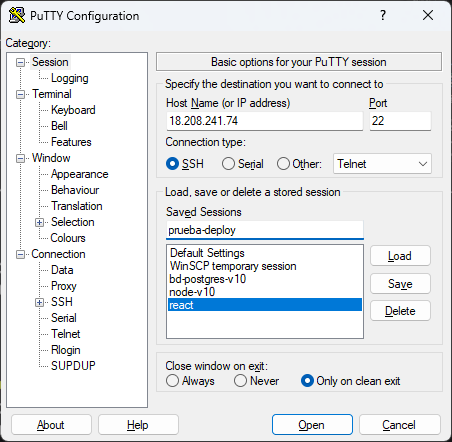 PuTTY Configuration
?
Category:
Session
Logging
Terminal
Keyboard
Bell
Features
Window
Appearance
Behaviour
Translation
Selection
Colours
Connection
Data
Proxy
SSH
Serial
Telnet
Rlogin
SUPDUP
Basic options for your PuTTY session
Specify the destination you want to connect to
Host Name (or IP address) Port
18.208.241.74 22
Connection type:
SSH Serial Other: Telnet
Load, save or delete a stored session
Saved Sessions
prueba-deploy
Default Settings
WinSCP temporary session
bd-postgres-v10
node-v10
react
Load
Save
Delete
Close window on exit:
Always Never Only on clean exit
About Help Open Cancel